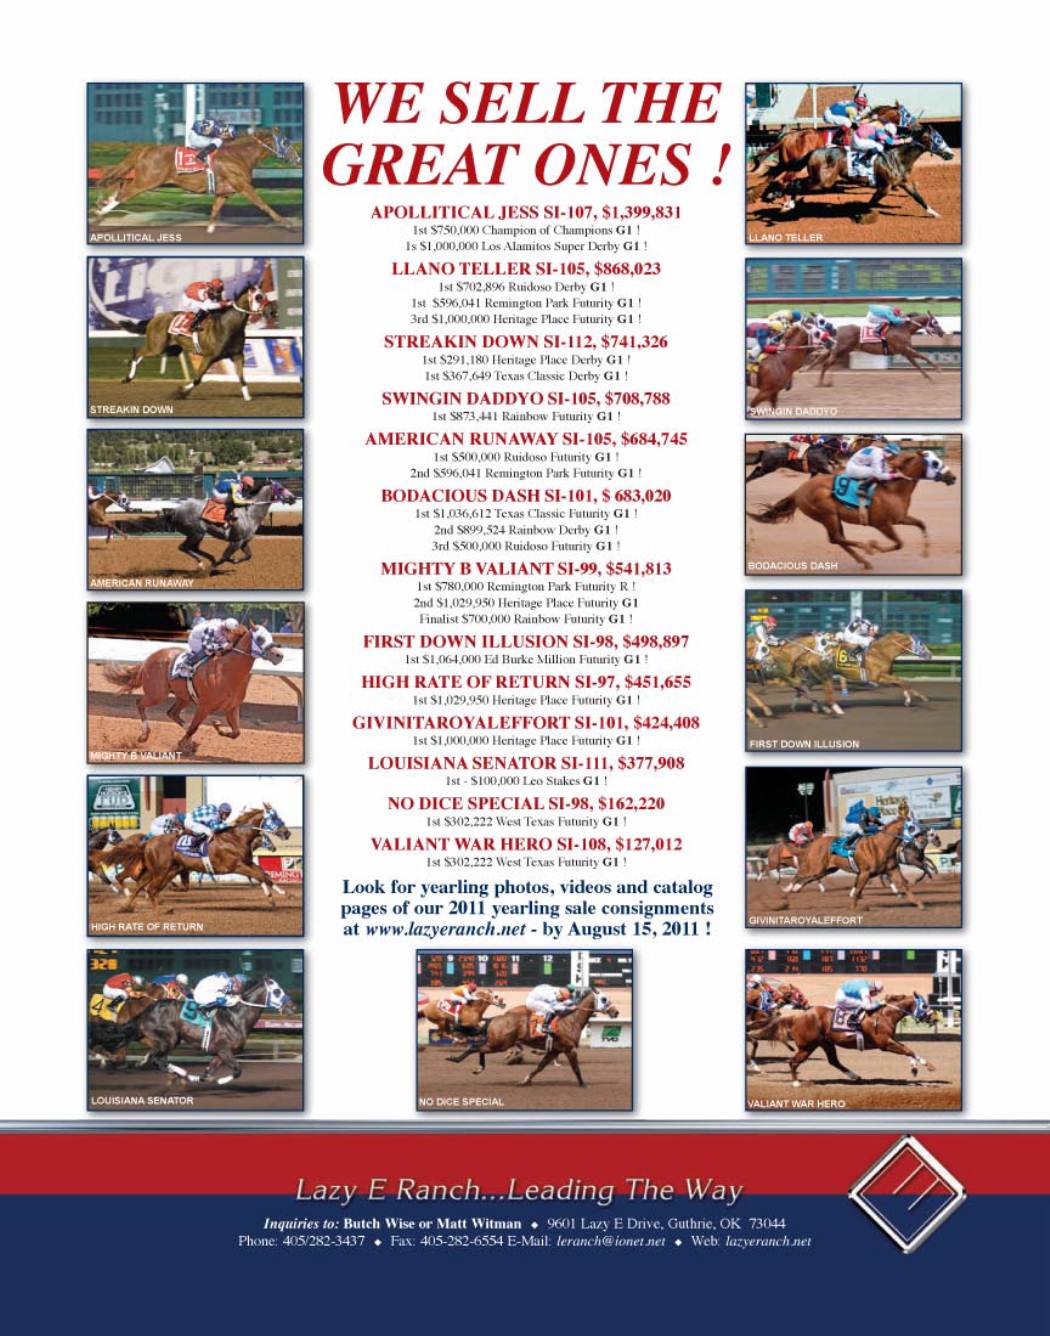 WE SELL THE
GREAT ONES !
APOLLITICAL JESS SI-107, $1,399,831
1st $750,000 Champion of Champions G1 !
1s $1,000,000 Los Alamitos Super Derby G1 !
LLANO TELLER SI-105, $868,023
1st $702,896 Ruidoso Derby G1 !
1st $596,041 Remington Park Futurity G1 !
3rd $1,000,000 Heritage Place Futurity G1 !
STREAKIN DOWN SI-112, $741,326
1st $291,180 Heritage Place Derby G1 !
1st $367,649 Texas Classic Derby G1 !
SWINGIN DADDYO SI-105, $708,788
1st $873,441 Rainbow Futurity G1 !
AMERICAN RUNAWAY SI-105, $684,745
1st $500,000 Ruidoso Futurity G1 !
2nd $596,041 Remington Park Futurity G1 !
BODACIOUS DASH SI-101, $ 683,020
1st $1,036,612 Texas Classic Futurity G1 !
2nd $899,524 Rainbow Derby G1 !
3rd $500,000 Ruidoso Futurity G1 !
MIGHTY B VALIANT SI-99, $541,813
1st $780,000 Remington Park Futurity R !
2nd $1,029,950 Heritage Place Futurity G1
Finalist $700,000 Rainbow Futurity G1 !
FIRST DOWN ILLUSION SI-98, $498,897
1st $1,064,000 Ed Burke Million Futurity G1 !
HIGH RATE OF RETURN SI-97, $451,655
1st $1,029,950 Heritage Place Futurity G1 !
GIVINITAROYALEFFORT SI-101, $424,408
1st $1,000,000 Heritage Place Futurity G1 !
LOUISIANA SENATOR SI-111, $377,908
1st - $100,000 Leo Stakes G1 !
NO DICE SPECIAL SI-98, $162,220
1st $302,222 West Texas Futurity G1 !
VALIANT WAR HERO SI-108, $127,012
1st $302,222 West Texas Futurity G1 !
Look for yearling photos, videos and catalog
pages of our 2011 yearling sale consignments
at www.lazyeranch.net - by August 15, 2011 !
APOLLITICAL JESS
STREAKIN DOWN
AMERICAN RUNAWAY
MIGHTY B VALIANT
HIGH RATE OF RETURN
LOUISIANA SENATOR
NO DICE SPECIAL
LLANO TELLER
SWINGIN DADDYO
BODACIOUS DASH
FIRST DOWN ILLUSION
GIVINITAROYALEFFORT
VALIANT WAR HERO
Lazy E Ranch...Leading The Way
Inquiries to: Butch Wise or Matt Witman ◆ 9601 Lazy E Drive, Guthrie, OK 73044
Phone: 405/282-3437 ◆ Fax: 405-282-6554 E-Mail: leranch@ionet.net ◆ Web: lazyeranch.net